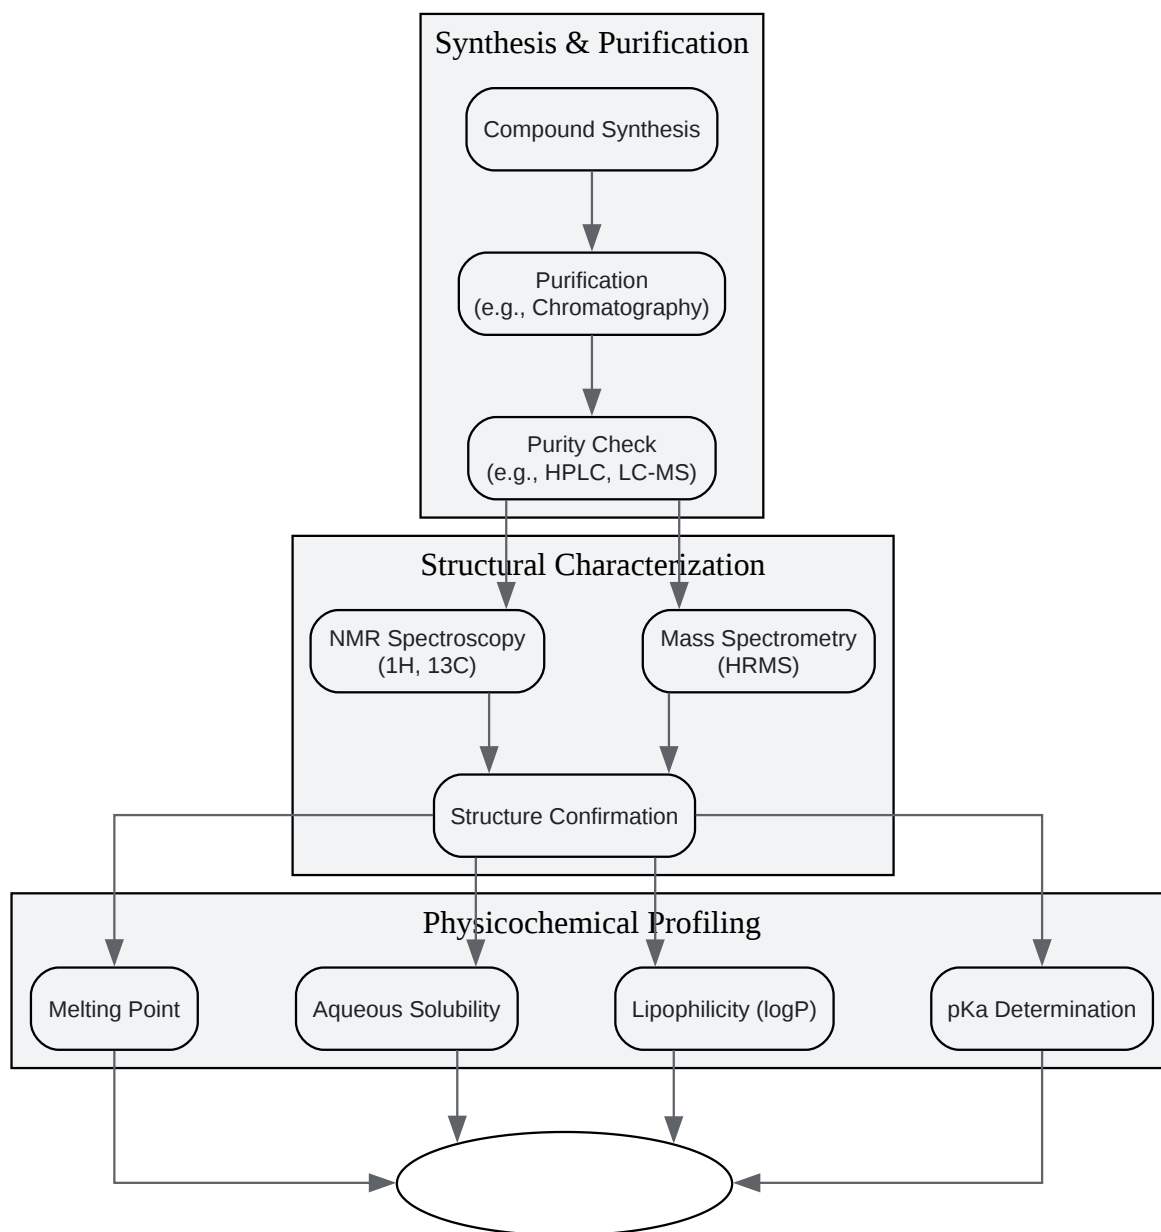 Synthesis & Purification
Compound Synthesis
Purification
(e.g., Chromatography)
Purity Check
(e.g., HPLC, LC-MS)
Structural Characterization
NMR Spectroscopy
(1H, 13C)
Mass Spectrometry
(HRMS)
Structure Confirmation
Physicochemical Profiling
Melting Point
Aqueous Solubility
Lipophilicity (logP)
pKa Determination